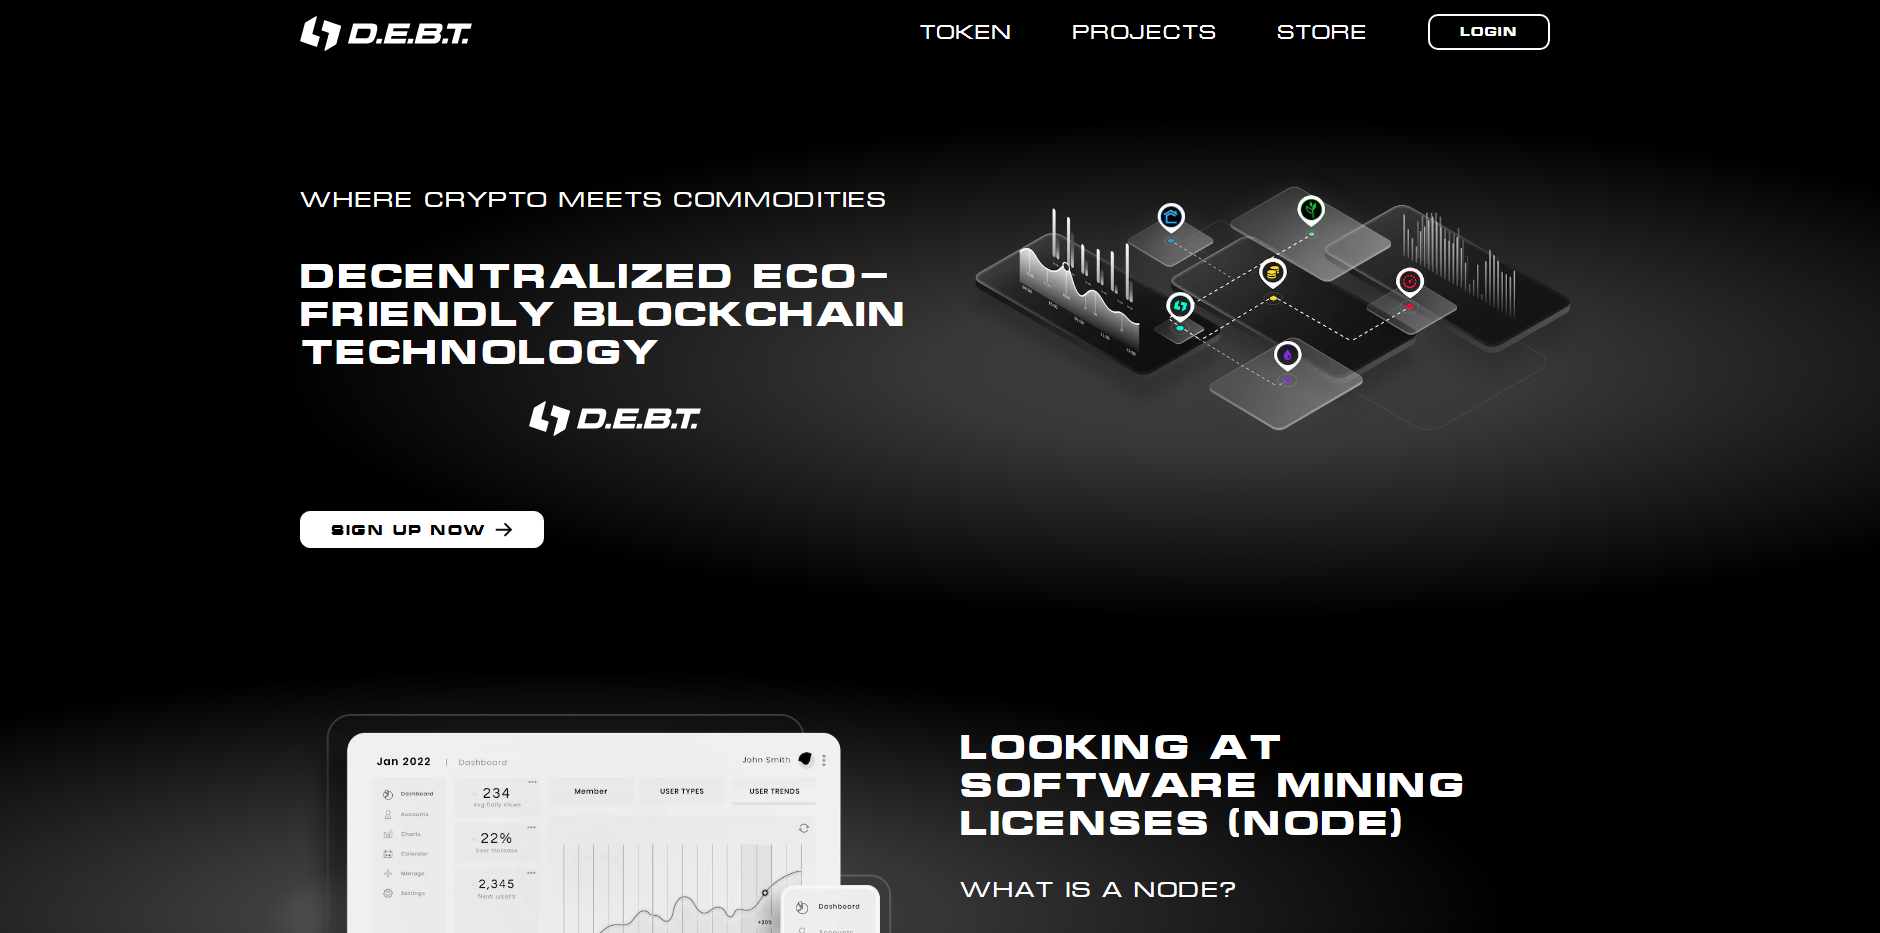 D.E.B.T.
TOKEN
PROJECTS
STORE
LOGIN
WHERE CRYPTO MEETS COMMODITIES
DECENTRALIZED ECO-
FRIENDLY BLOCKCHAIN
TECHNOLOGY
D.E.B.T.
SIGN UP NOW
Jan 2022 | Dashboard
John Smith
Dashboard
Accounts
Charts
Calendar
Manage
Settings
234
Avg Daily Views
22%
User Increase
2,345
New users
Member
USER TYPES
USER TRENDS
+30%
Dashboard
Accounts
LOOKING AT
SOFTWARE MINING
LICENSES (NODE)
WHAT IS A NODE?